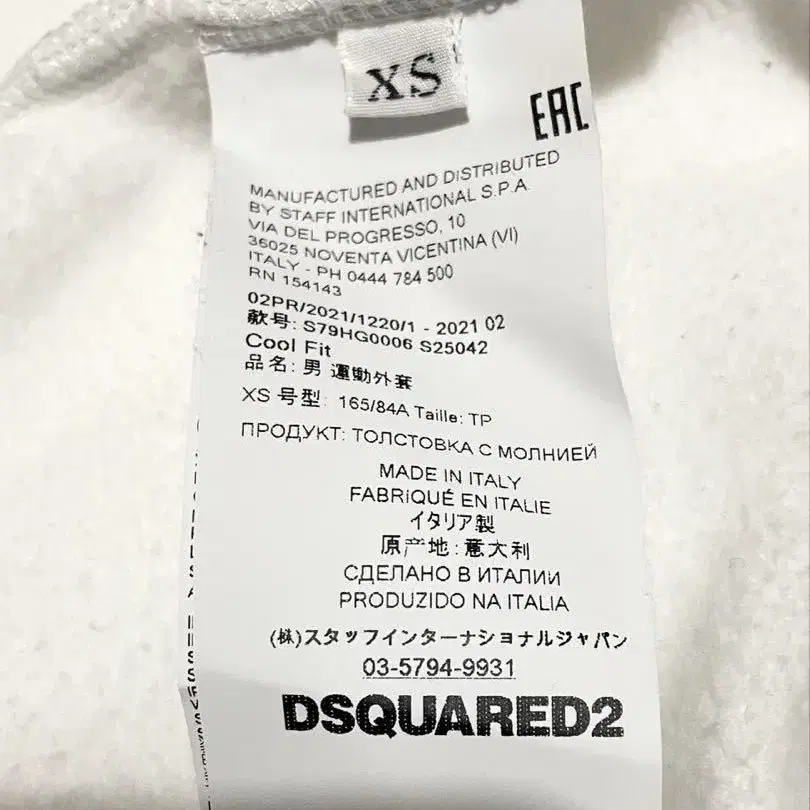 XS
EAC
MANUFACTURED AND DISTRIBUTED
BY STAFF INTERNATIONAL S.P.A
VIA DEL PROGRESSO, 10
36025 NOVENTA VICENTINA (VI)
ITALY - PH 0444 784 500
RN 154143
02PR/2021/1220/1 - 2021 02
款号: S79HG0006 S25042
Cool Fit
品名: 男 運動外套
XS 号型: 165/84A Taille: TP
ПРОДУКТ: ТОЛСТОВКА С МОЛНИЕЙ
MADE IN ITALY
FABRIQUÉ EN ITALIE
イタリア製
原产地: 意大利
СДЕЛАНО В ИТАЛИИ
PRODUZIDO NA ITALIA
(株)スタッフインターナショナルジャパン
03-5794-9931
DSQUARED2